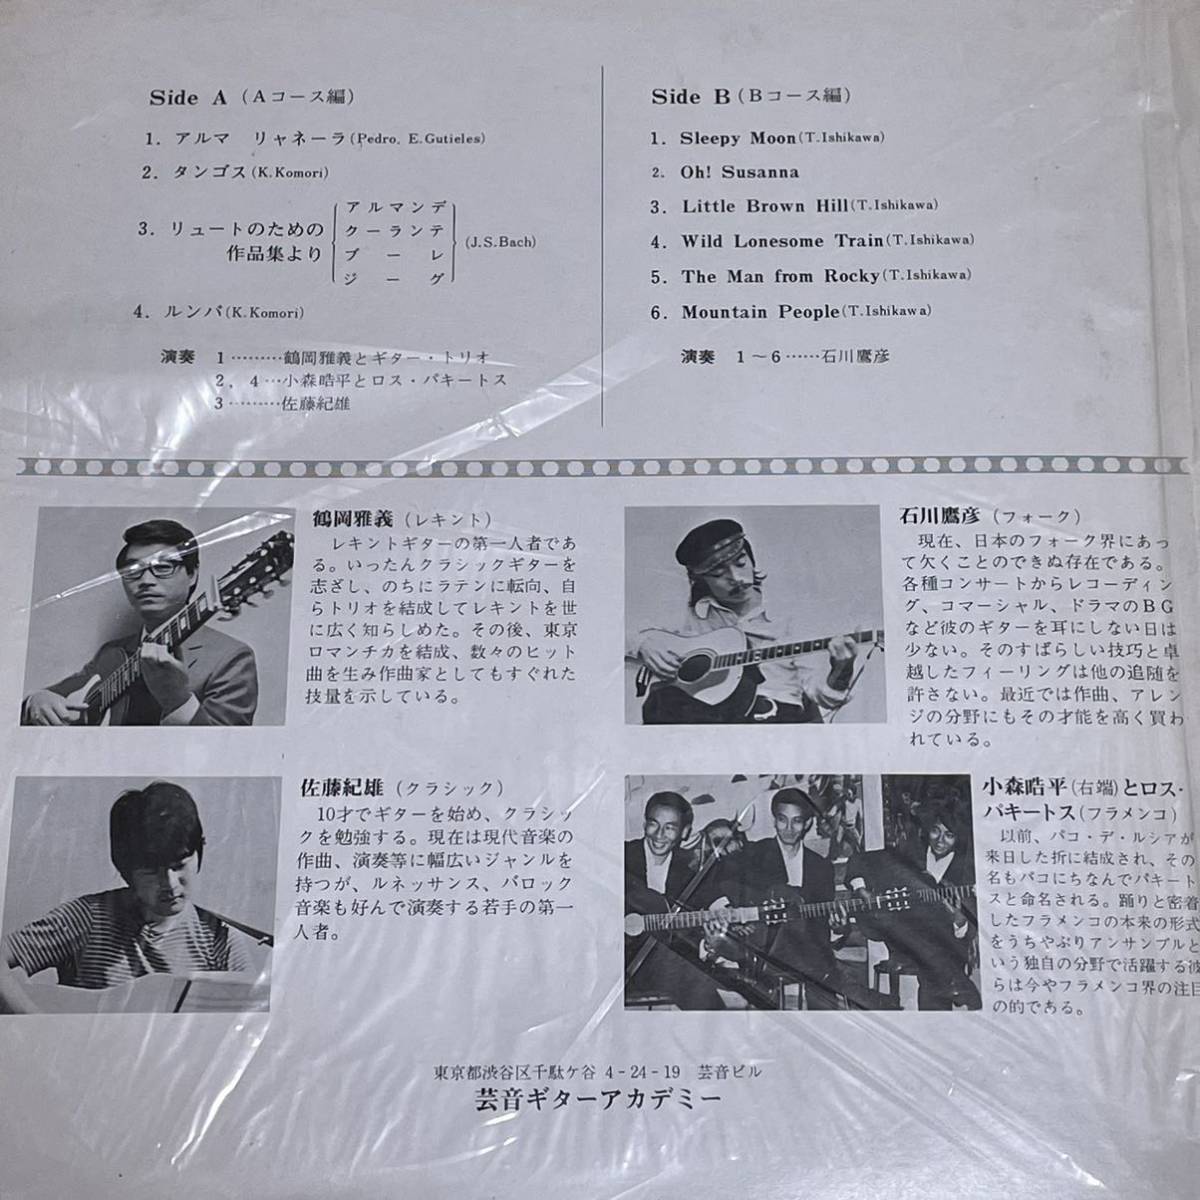 Side A (Aコース編)
1. アルマ リャネーラ(Pedro. E.Gutieles)
2. タンゴス(K.Komori)
3. リュートのための
作品集より
アルマンデ
クーランテ
ブーレ
ジーグ
(J.S.Bach)
4. ルンバ(K.Komori)
演奏 1………鶴岡雅義とギター・トリオ
2, 4…小森晧平とロス・パキートス
3………佐藤紀雄
Side B (Bコース編)
1. Sleepy Moon(T.Ishikawa)
2. Oh! Susanna
3. Little Brown Hill(T.Ishikawa)
4. Wild Lonesome Train(T.Ishikawa)
5. The Man from Rocky(T.Ishikawa)
6. Mountain People(T.Ishikawa)
演奏 1〜6……石川鷹彦
鶴岡雅義(レキント)
レキントギターの第一人者であ
る。いったんクラシックギターを
志ざし、のちにラテンに転向、自
らトリオを結成してレキントを世
に広く知らしめた。その後、東京
ロマンチカを結成、数々のヒット
曲を生み作曲家としてもすぐれた
技量を示している。
石川鷹彦(フォーク)
現在、日本のフォーク界にあっ
て欠くことのできぬ存在である。
各種コンサートからレコーディン
グ、コマーシャル、ドラマのBG
など彼のギターを耳にしない日は
少ない。そのすばらしい技巧と卓
越したフィーリングは他の追随を
許さない。最近では作曲、アレン
ジの分野にもその才能を高く買わ
れている。
佐藤紀雄(クラシック)
10才でギターを始め、クラシッ
クを勉強する。現在は現代音楽の
作曲、演奏等に幅広いジャンルを
持つが、ルネッサンス、バロック
音楽も好んで演奏する若手の第一
人者。
小森晧平(右端)とロス・
パキートス(フラメンコ)
以前、パコ・デ・ルシアが
来日した折に結成され、その
名もパコにちなんでパキート
スと命名される。踊りと密着
したフラメンコの本来の形式
をうちやぶりアンサンブルと
いう独自の分野で活躍する彼
らは今やフラメンコ界の注目
の的である。
東京都渋谷区千駄ケ谷 4-24-19 芸音ビル
芸音ギターアカデミー